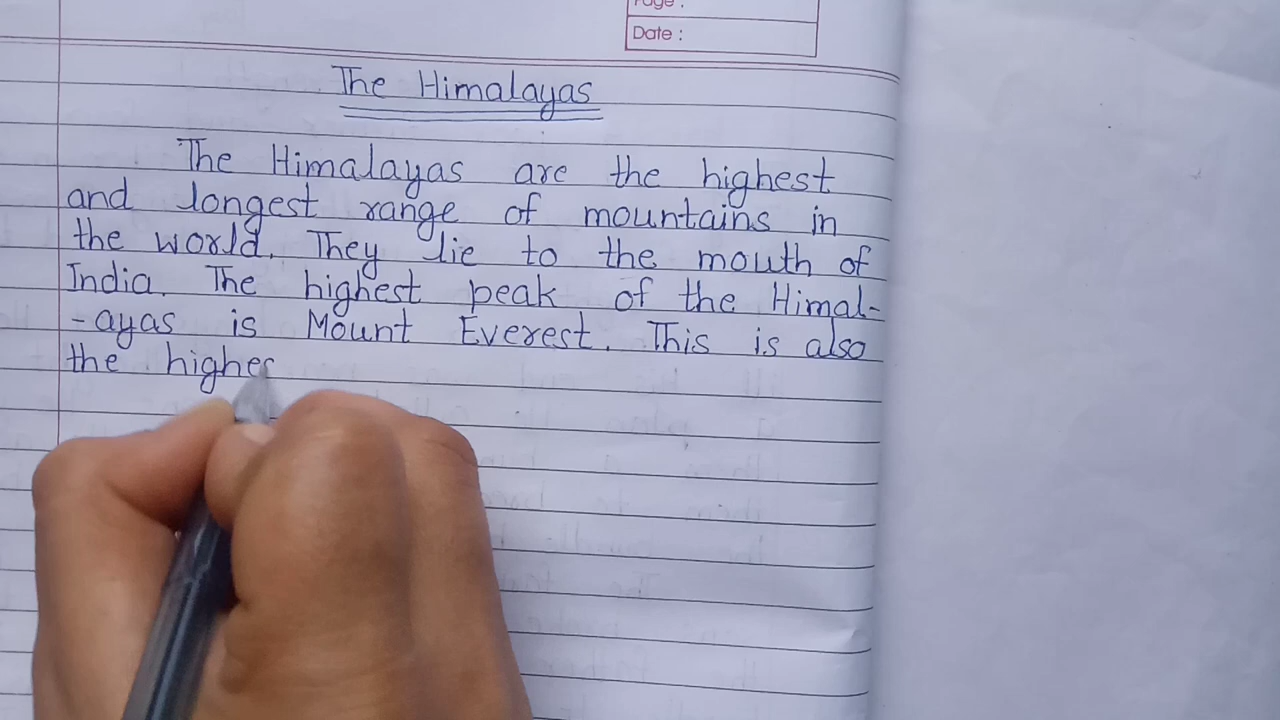 Page :
Date :
The Himalayas
The Himalayas are the highest
and longest range of mountains in
the world. They lie to the mouth of
India. The highest peak of the Himal-
-ayas is Mount Everest. This is also
the highes